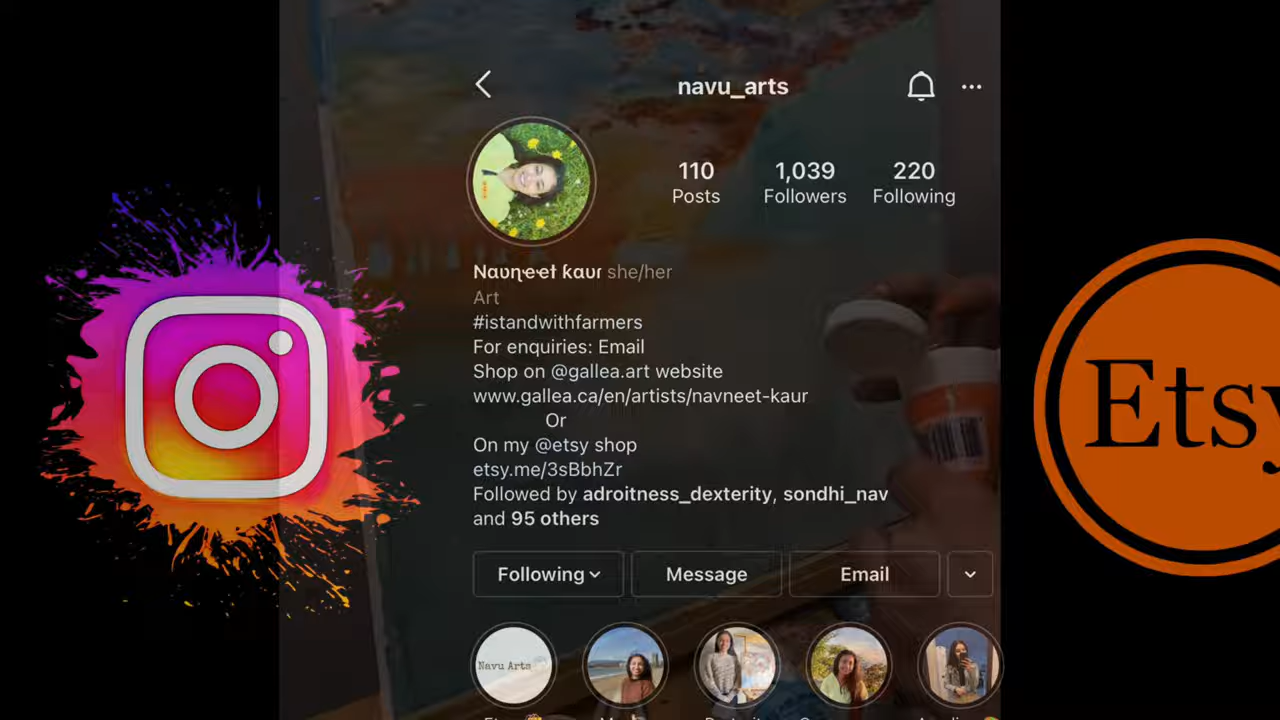 navu_arts
110 1,039 220
Posts Followers Following
Navneet kaur she/her
Art
#istandwithfarmers
For enquiries: Email
Shop on @gallea.art website
www.gallea.ca/en/artists/navneet-kaur
Or
On my @etsy shop
etsy.me/3sBbhZr
Followed by adroitness_dexterity, sondhi_nav
and 95 others
Following Message Email
Etsy
Navu Arts